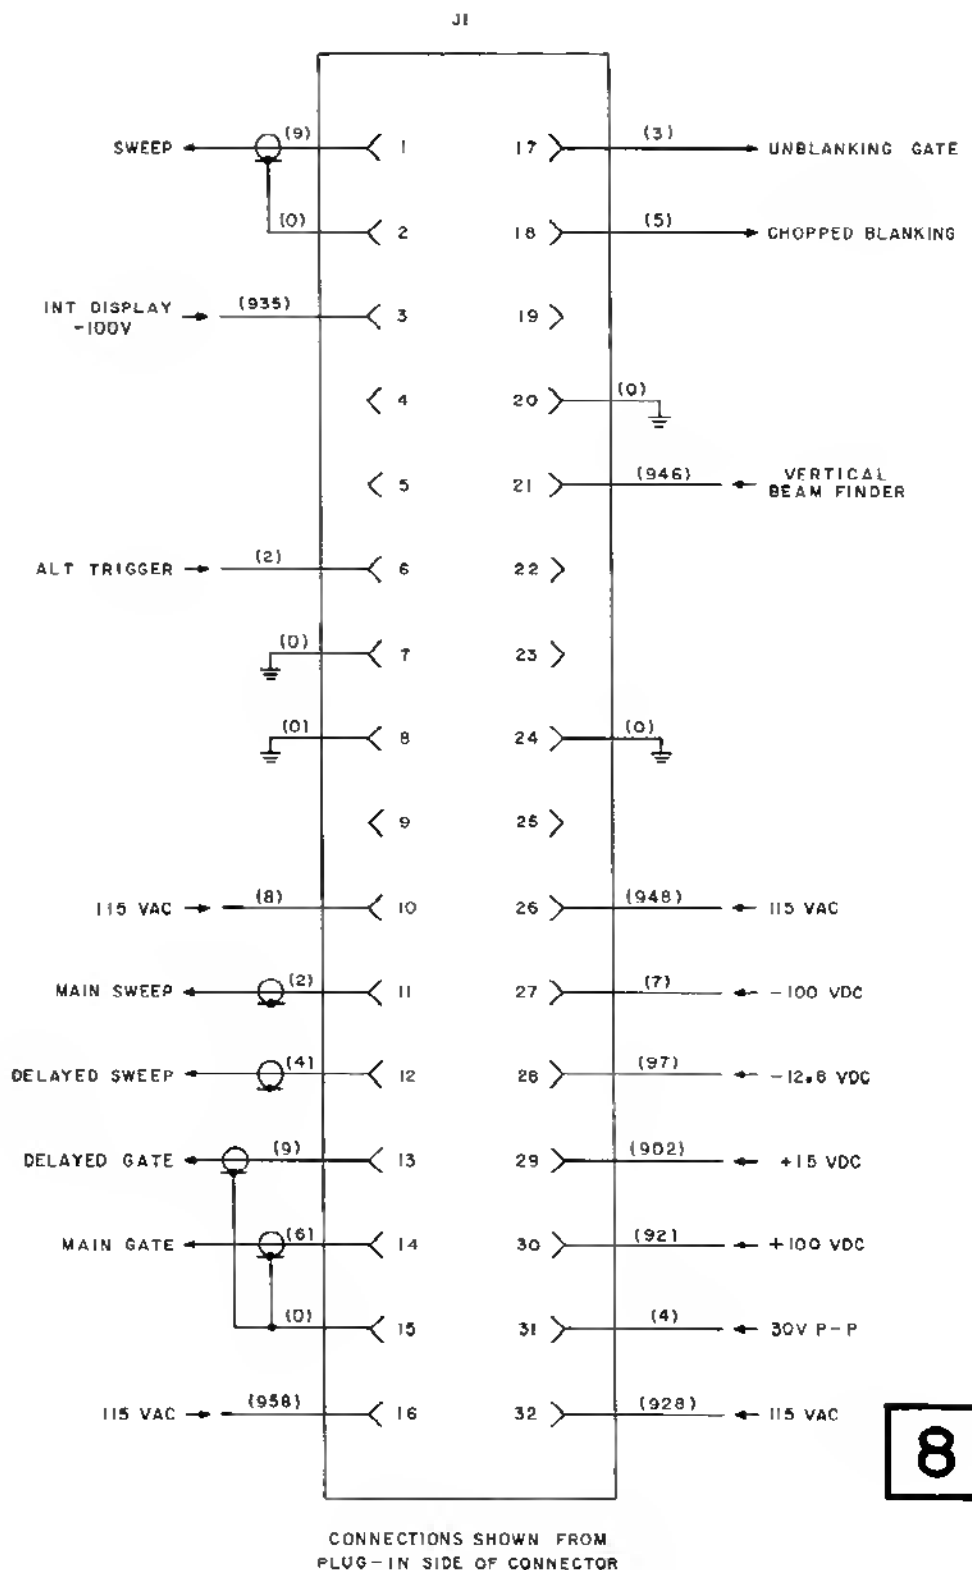 J1
SWEEP (9) 1 17 (3) UNBLANKING GATE
(0) 2 18 (5) CHOPPED BLANKING
INT DISPLAY
-100V (935) 3 19
4 20 (0)
5 21 (946) VERTICAL
BEAM FINDER
ALT TRIGGER (2) 6 22
(0) 7 23
(0) 8 24 (0)
9 25
115 VAC (8) 10 26 (948) 115 VAC
MAIN SWEEP (2) 11 27 (7) -100 VDC
DELAYED SWEEP (4) 12 28 (97) -12.6 VDC
DELAYED GATE (9) 13 29 (902) +15 VDC
MAIN GATE (6) 14 30 (92) +100 VDC
(0) 15 31 (4) 30V P-P
115 VAC (958) 16 32 (928) 115 VAC
8
CONNECTIONS SHOWN FROM
PLUG-IN SIDE OF CONNECTOR